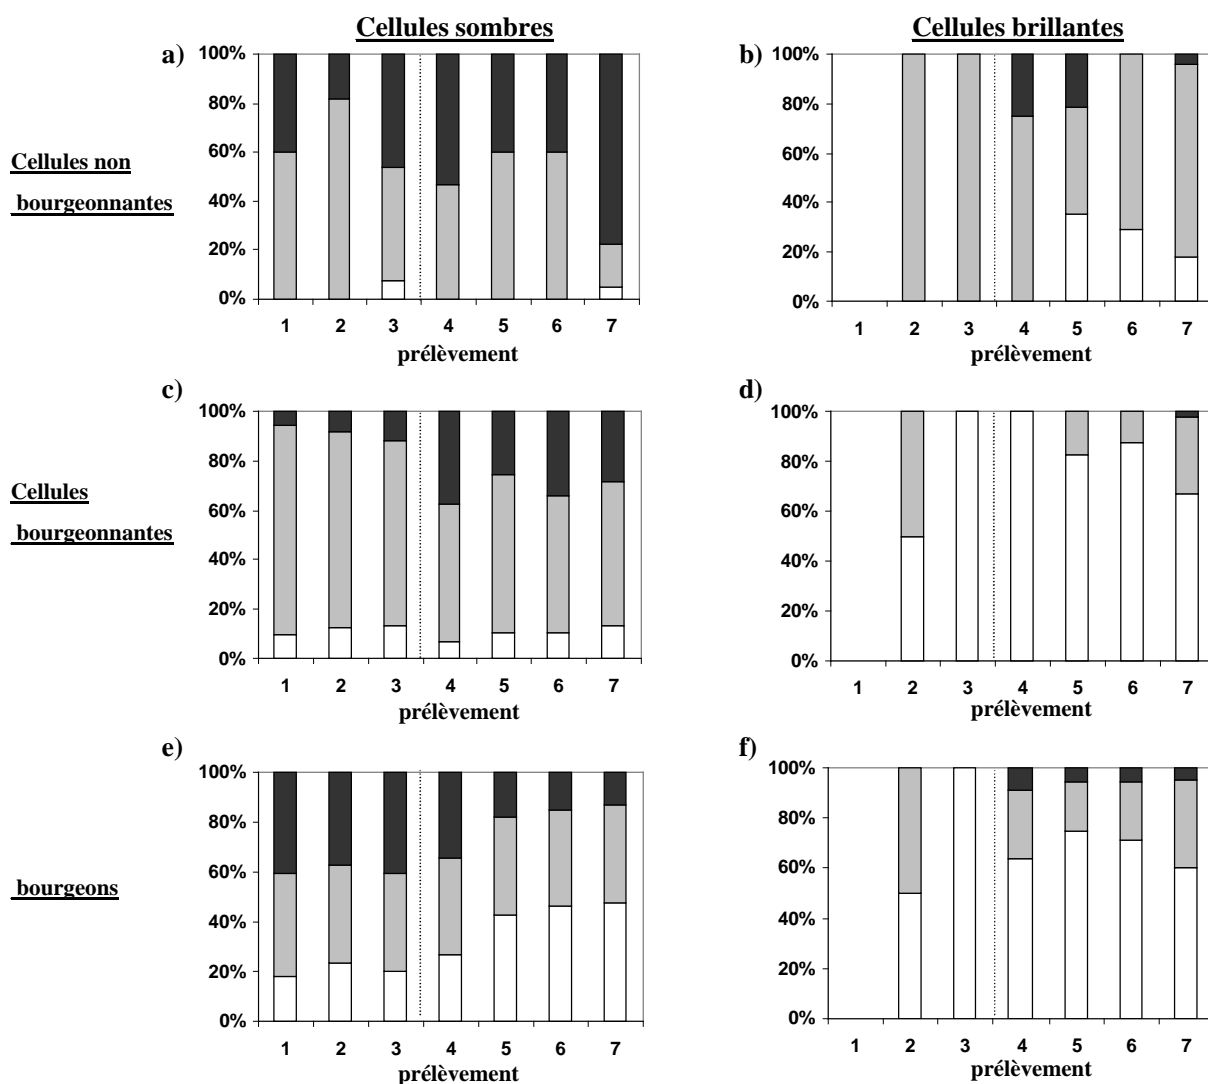 Cellules sombres
Cellules brillantes
a)
100%
80%
60%
40%
20%
0%
1 2 3 4 5 6 7
prélèvement
b)
100%
80%
60%
40%
20%
0%
1 2 3 4 5 6 7
prélèvement
Cellules non
bourgeonnantes
c)
100%
80%
60%
40%
20%
0%
1 2 3 4 5 6 7
prélèvement
d)
100%
80%
60%
40%
20%
0%
1 2 3 4 5 6 7
prélèvement
Cellules
bourgeonnantes
e)
100%
80%
60%
40%
20%
0%
1 2 3 4 5 6 7
prélèvement
f)
100%
80%
60%
40%
20%
0%
1 2 3 4 5 6 7
prélèvement
bourgeons